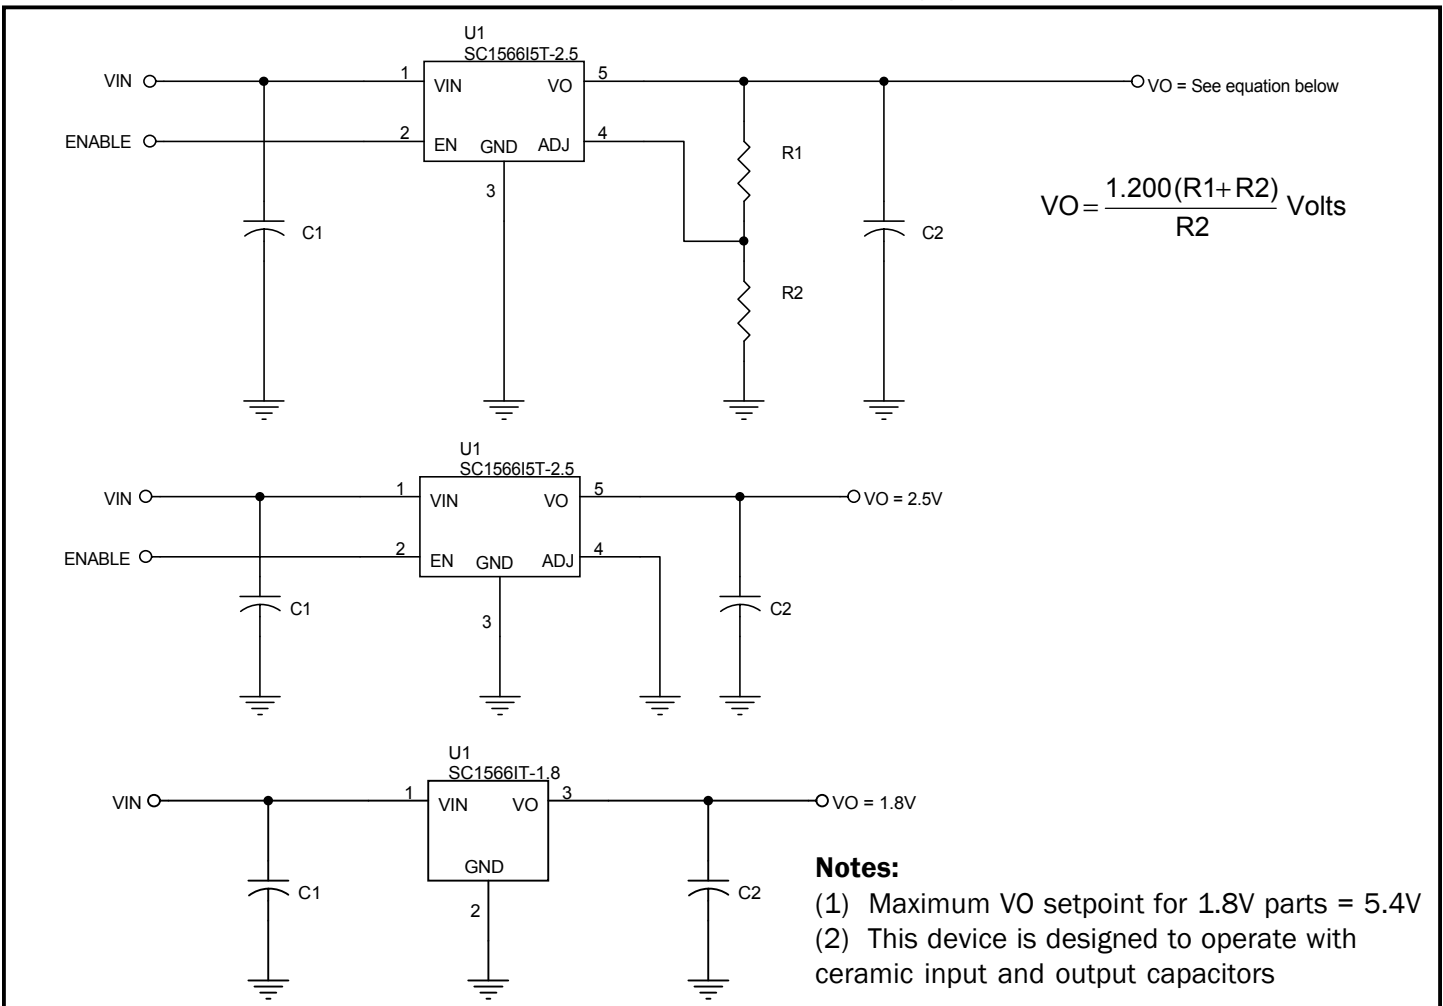 U1
SC1566I5T-2.5
VIN
1
VIN
VO
5
VO = See equation below
ENABLE
2
EN
GND
ADJ
4
R1
3
VO = 1.200(R1+R2) / R2 Volts
C1
C2
R2
U1
SC1566I5T-2.5
VIN
1
VIN
VO
5
VO = 2.5V
ENABLE
2
EN
GND
ADJ
4
C1
3
C2
U1
SC1566IT-1.8
VIN
1
VIN
VO
3
VO = 1.8V
GND
C1
2
C2
Notes:
(1) Maximum VO setpoint for 1.8V parts = 5.4V
(2) This device is designed to operate with
ceramic input and output capacitors